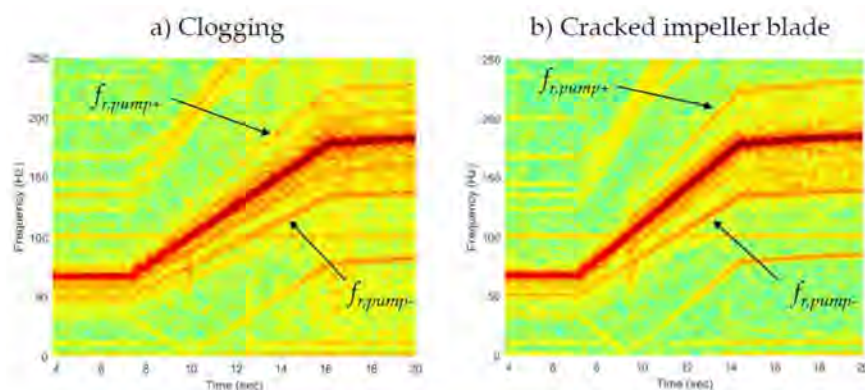 a) Clogging
b) Cracked impeller blade
250
200
150
100
50
0
Frequency (Hz)
4 6 8 10 12 14 16 18 20
Time (sec)
fr,pump+
fr,pump-
250
200
150
100
50
0
Frequency (Hz)
4 6 8 10 12 14 16 18 20
Time (sec)
fr,pump+
fr,pump-